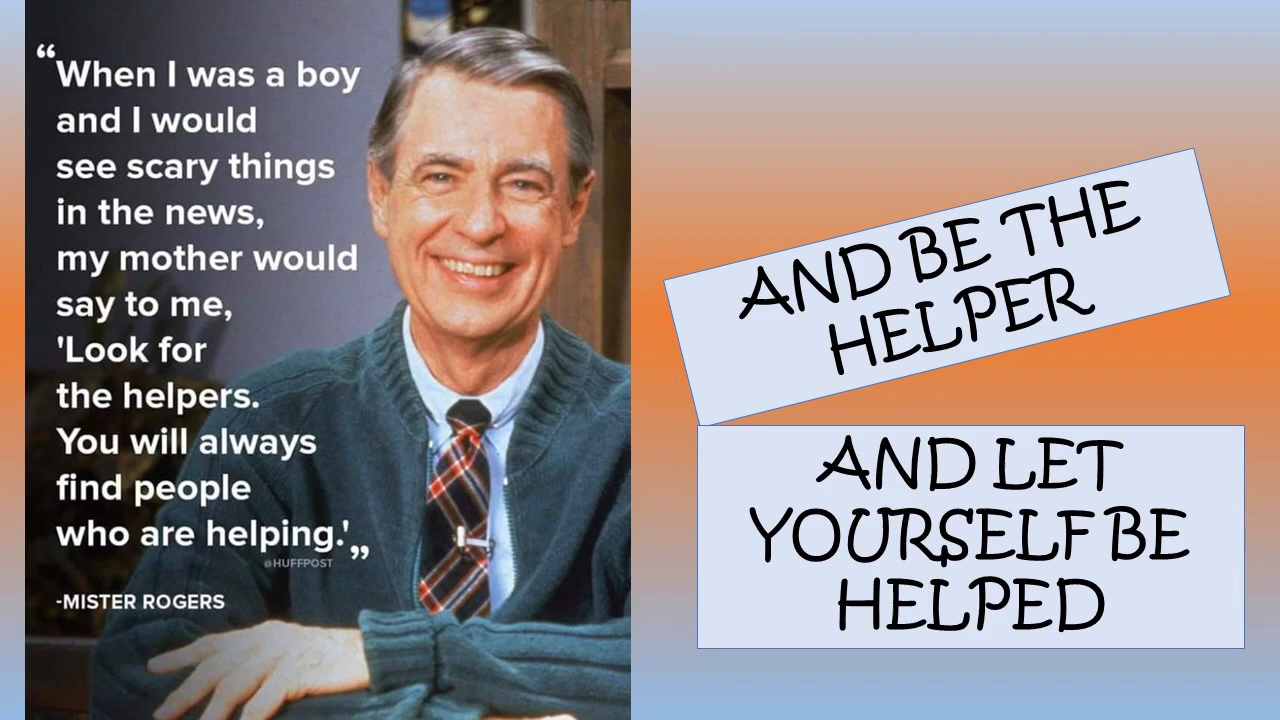 “When I was a boy
and I would
see scary things
in the news,
my mother would
say to me,
'Look for
the helpers.
You will always
find people
who are helping.'”
@HUFFPOST
-MISTER ROGERS
AND BE THE
HELPER
AND LET
YOURSELF BE
HELPED